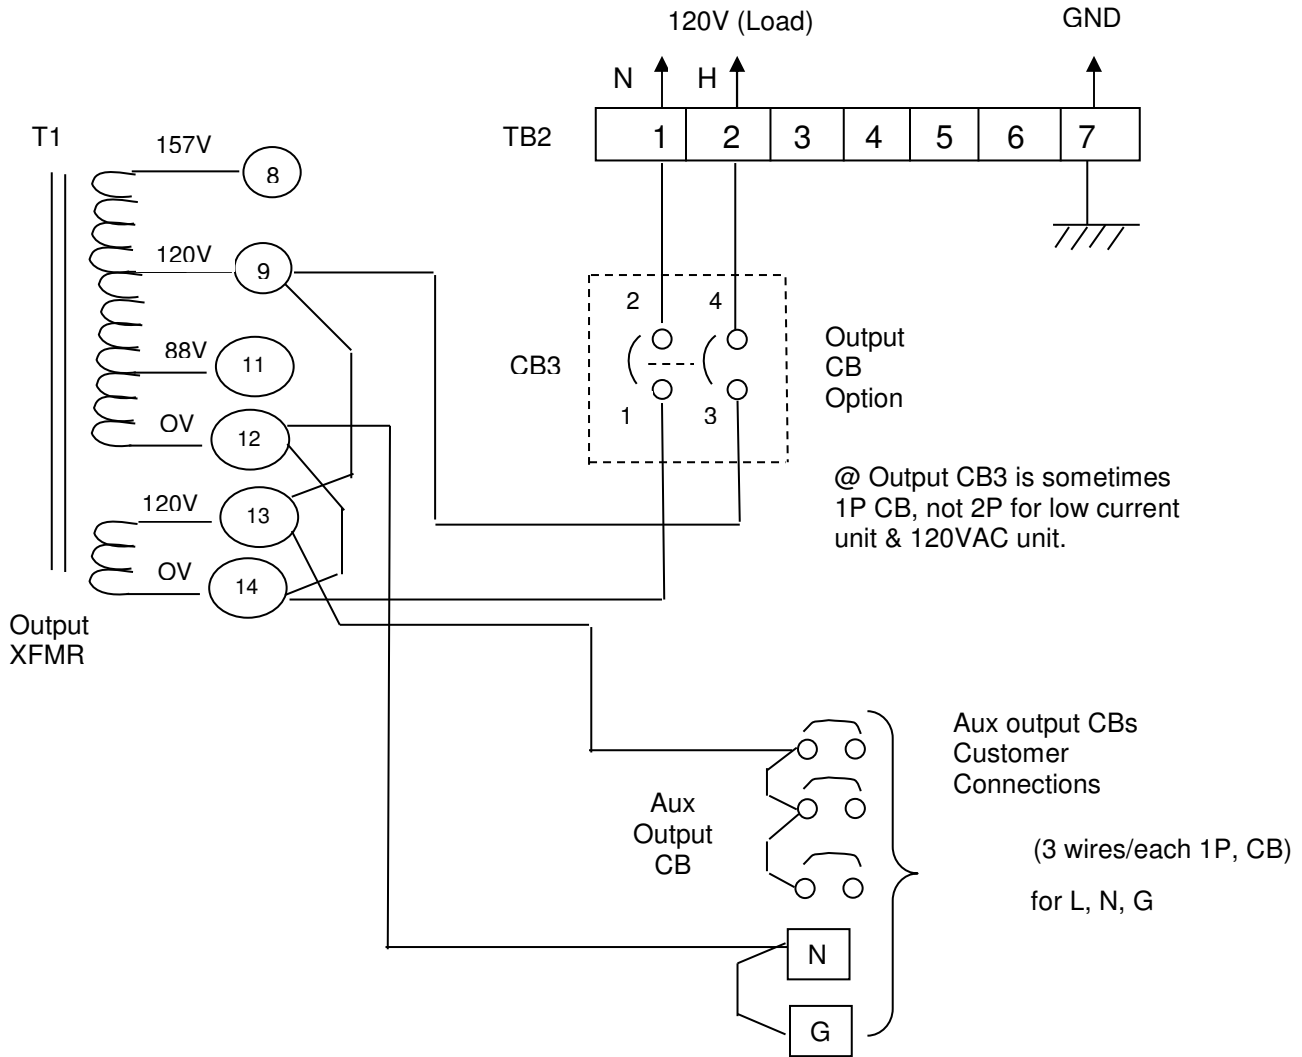 120V (Load)
GND
N
H
T1
157V
8
TB2
1
2
3
4
5
6
7
120V
9
2
4
88V
11
CB3
Output
CB
Option
1
3
OV
12
@ Output CB3 is sometimes
1P CB, not 2P for low current
unit & 120VAC unit.
120V
13
OV
14
Output
XFMR
Aux output CBs
Customer
Connections
Aux
Output
CB
(3 wires/each 1P, CB)
for L, N, G
N
G